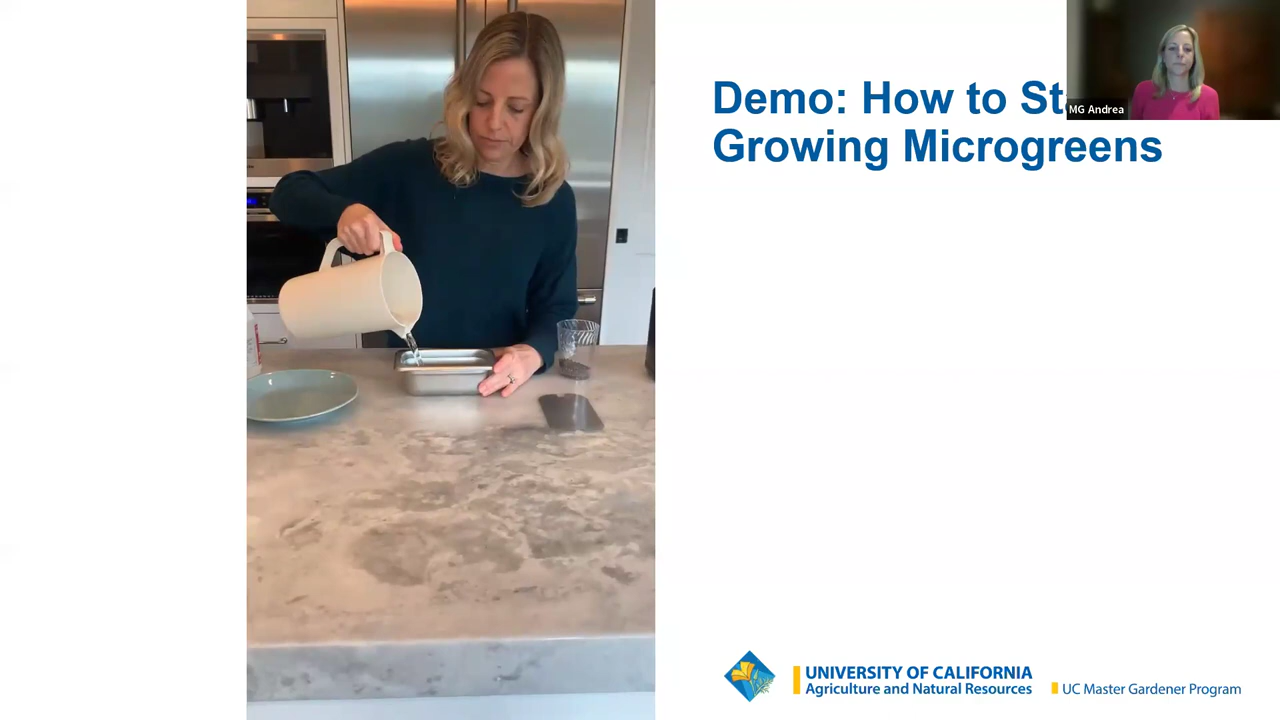 Demo: How to St
Growing Microgreens
MG Andrea
UNIVERSITY OF CALIFORNIA
Agriculture and Natural Resources
UC Master Gardener Program